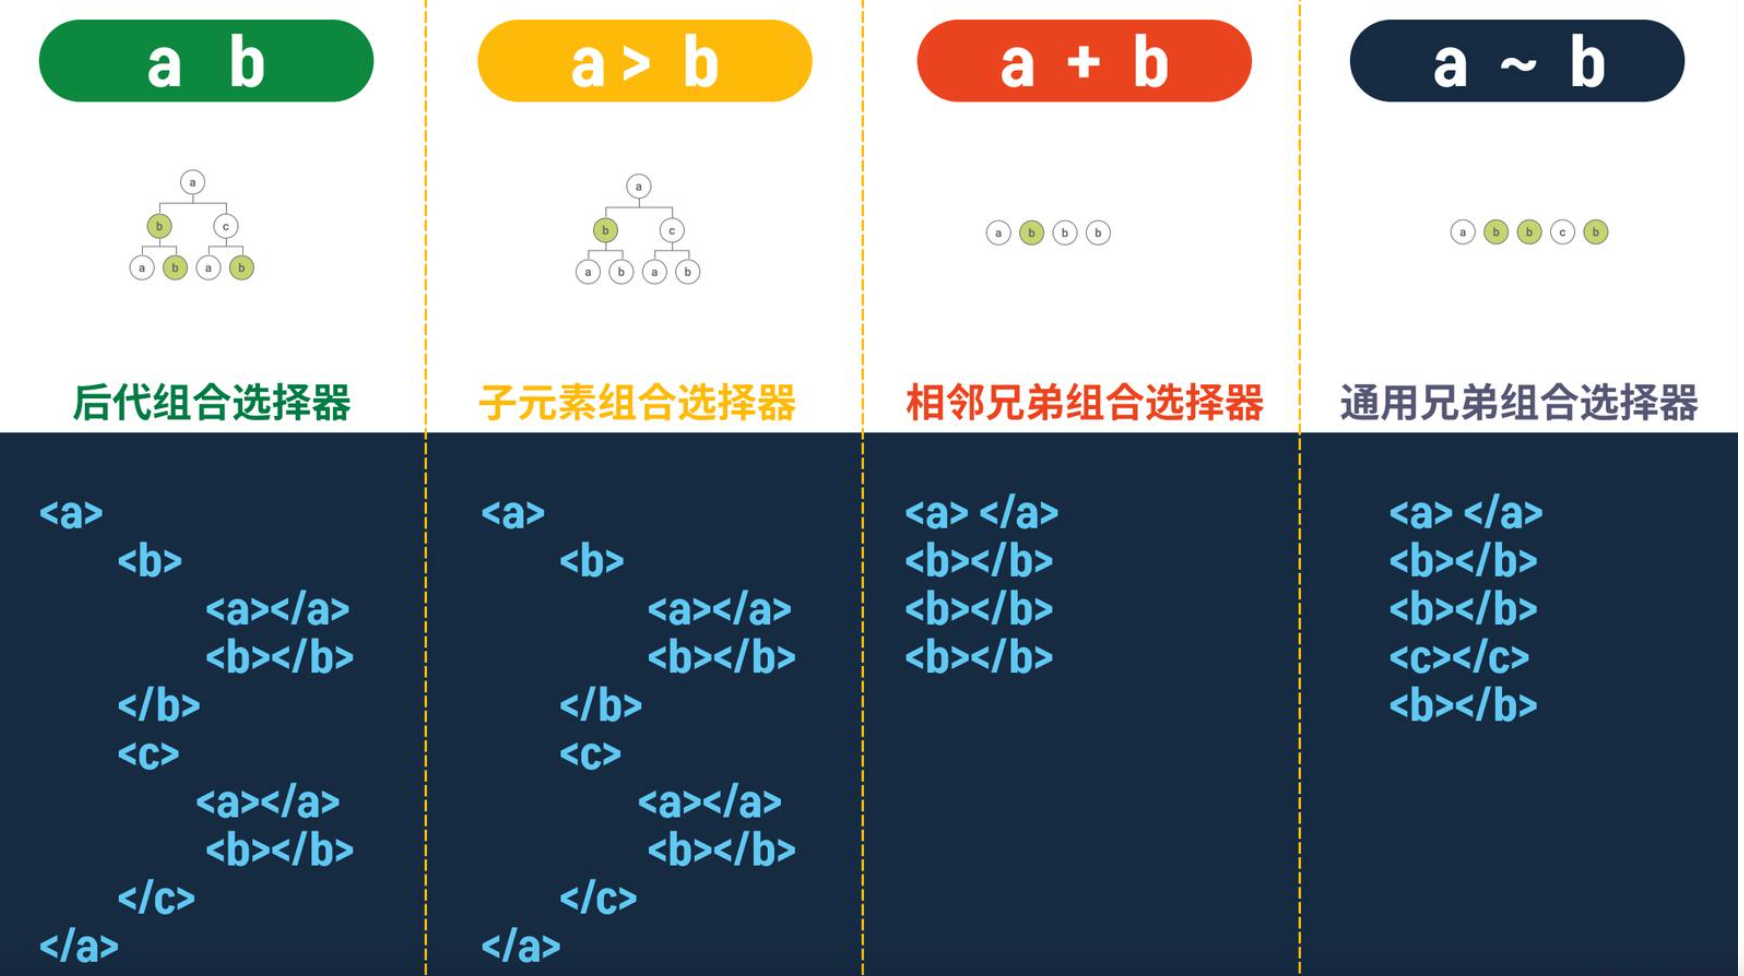 a b
a
b c
a b a b
后代组合选择器
<a>
<b>
<a></a>
<b></b>
</b>
<c>
<a></a>
<b></b>
</c>
</a>
a > b
a
b c
a b a b
子元素组合选择器
<a>
<b>
<a></a>
<b></b>
</b>
<c>
<a></a>
<b></b>
</c>
</a>
a + b
a b b b
相邻兄弟组合选择器
<a> </a>
<b></b>
<b></b>
<b></b>
a ~ b
a b b c b
通用兄弟组合选择器
<a> </a>
<b></b>
<b></b>
<c></c>
<b></b>